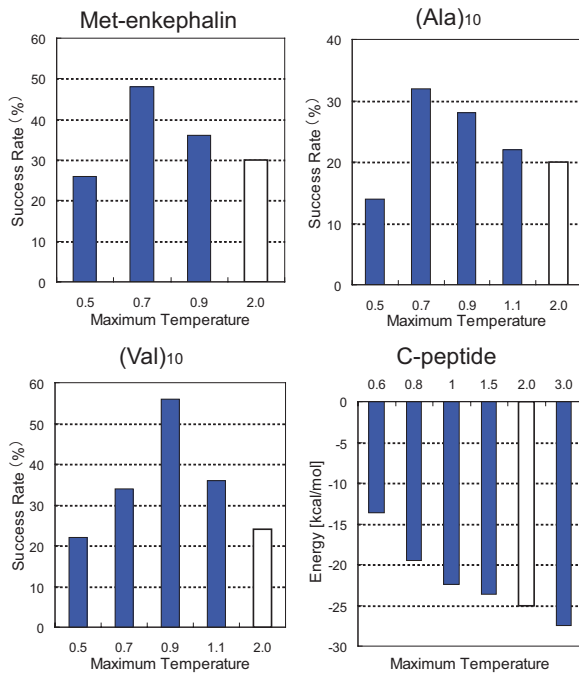 Met-enkephalin
Success Rate (%)
60
50
40
30
20
10
0
0.5 0.7 0.9 2.0
Maximum Temperature
(Ala)10
Success Rate (%)
40
30
20
10
0
0.5 0.7 0.9 1.1 2.0
Maximum Temperature
(Val)10
Success Rate (%)
60
50
40
30
20
10
0
0.5 0.7 0.9 1.1 2.0
Maximum Temperature
C-peptide
0.6 0.8 1 1.5 2.0 3.0
Energy [kcal/mol]
0
-5
-10
-15
-20
-25
-30
Maximum Temperature